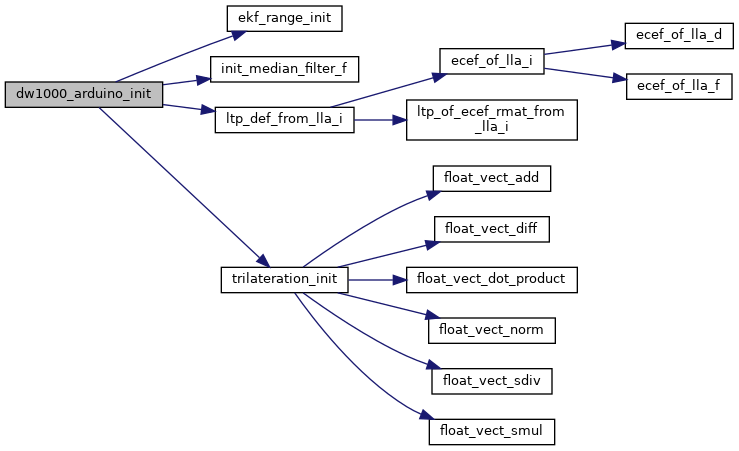 dw1000_arduino_init
ekf_range_init
init_median_filter_f
ltp_def_from_lla_i
ecef_of_lla_i
ecef_of_lla_d
ecef_of_lla_f
ltp_of_ecef_rmat_from
_lla_i
trilateration_init
float_vect_add
float_vect_diff
float_vect_dot_product
float_vect_norm
float_vect_sdiv
float_vect_smul